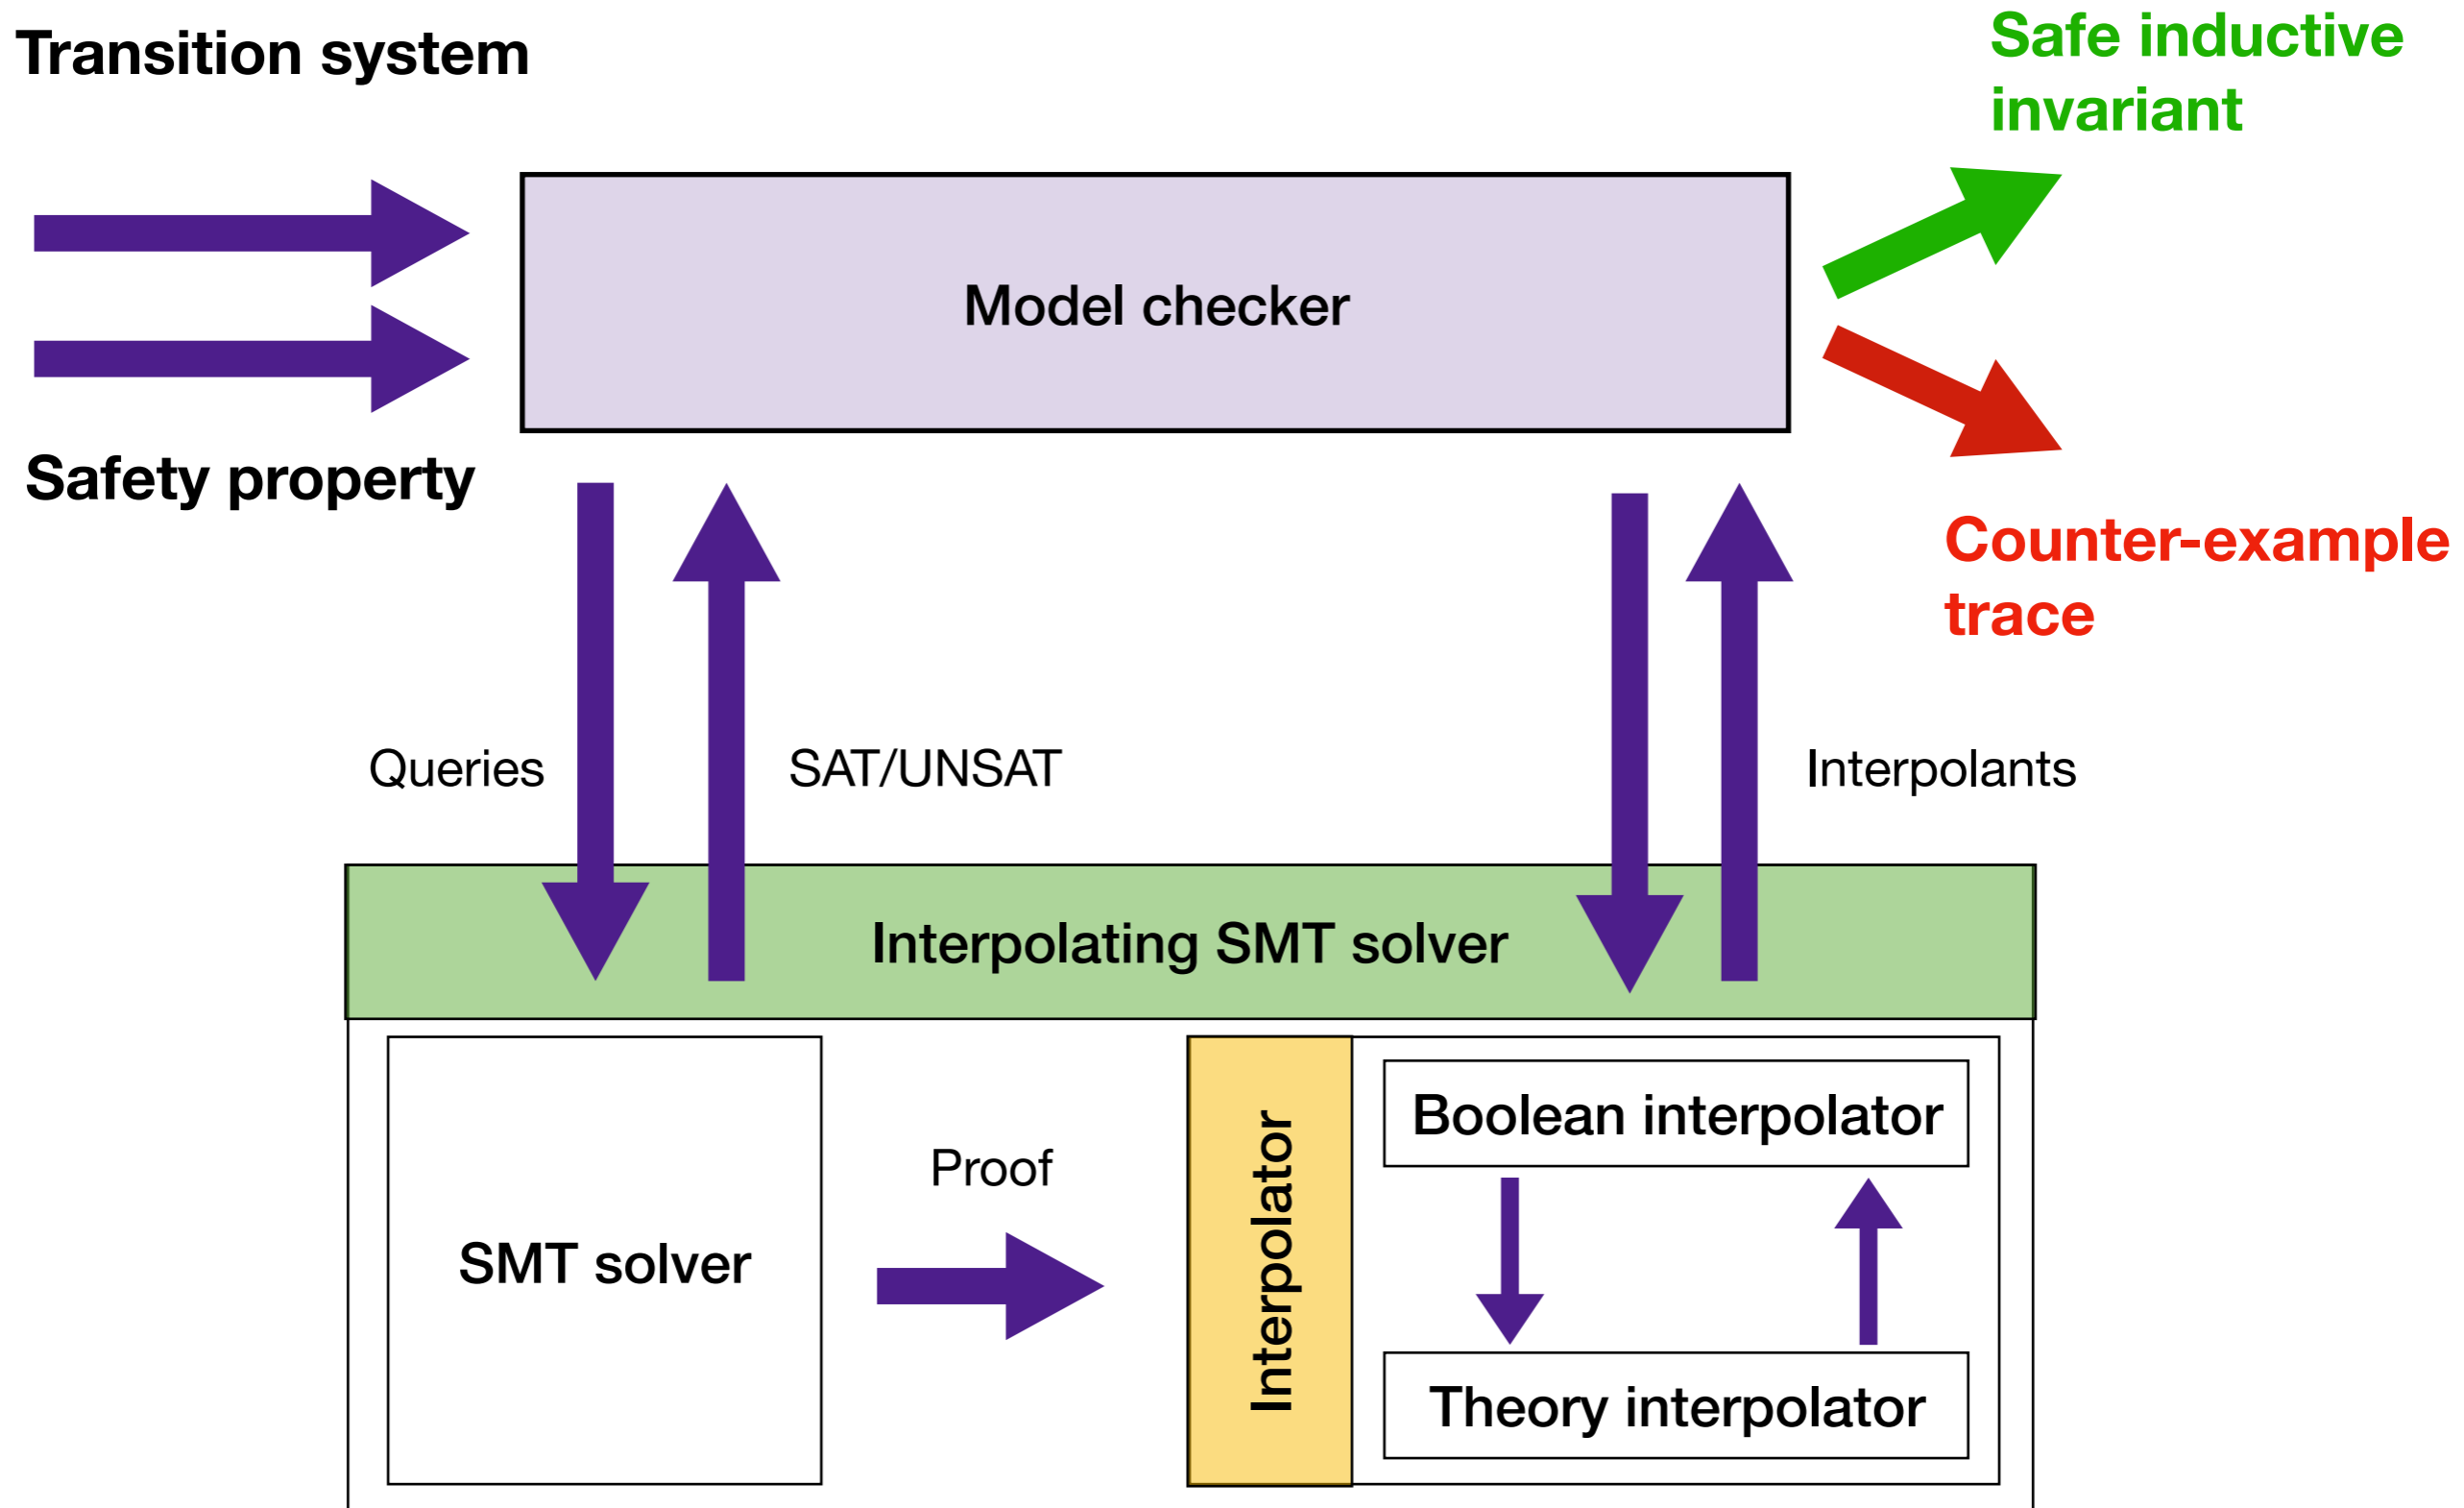 Transition system
Safe inductive
invariant
Model checker
Safety property
Counter-example
trace
Queries
SAT/UNSAT
Interpolants
Interpolating SMT solver
SMT solver
Proof
Interpolator
Boolean interpolator
Theory interpolator